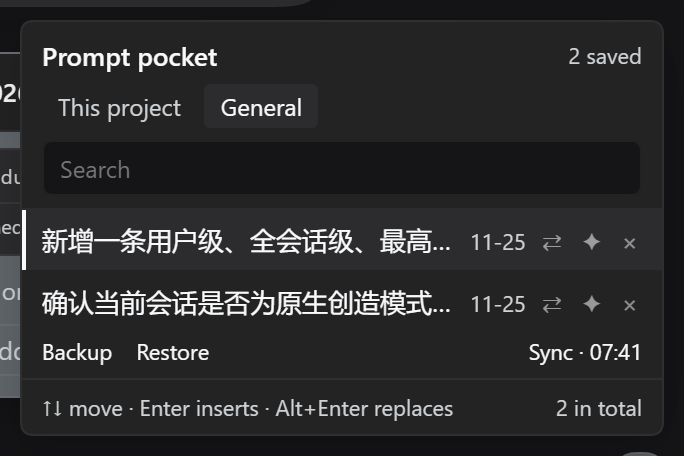 Prompt pocket 2 saved
This project General
Search
新增一条用户级、全会话级、最高... 11-25 ⇄ ✦ ×
确认当前会话是否为原生创造模式... 11-25 ⇄ ✦ ×
Backup Restore Sync · 07:41
↑↓ move · Enter inserts · Alt+Enter replaces 2 in total